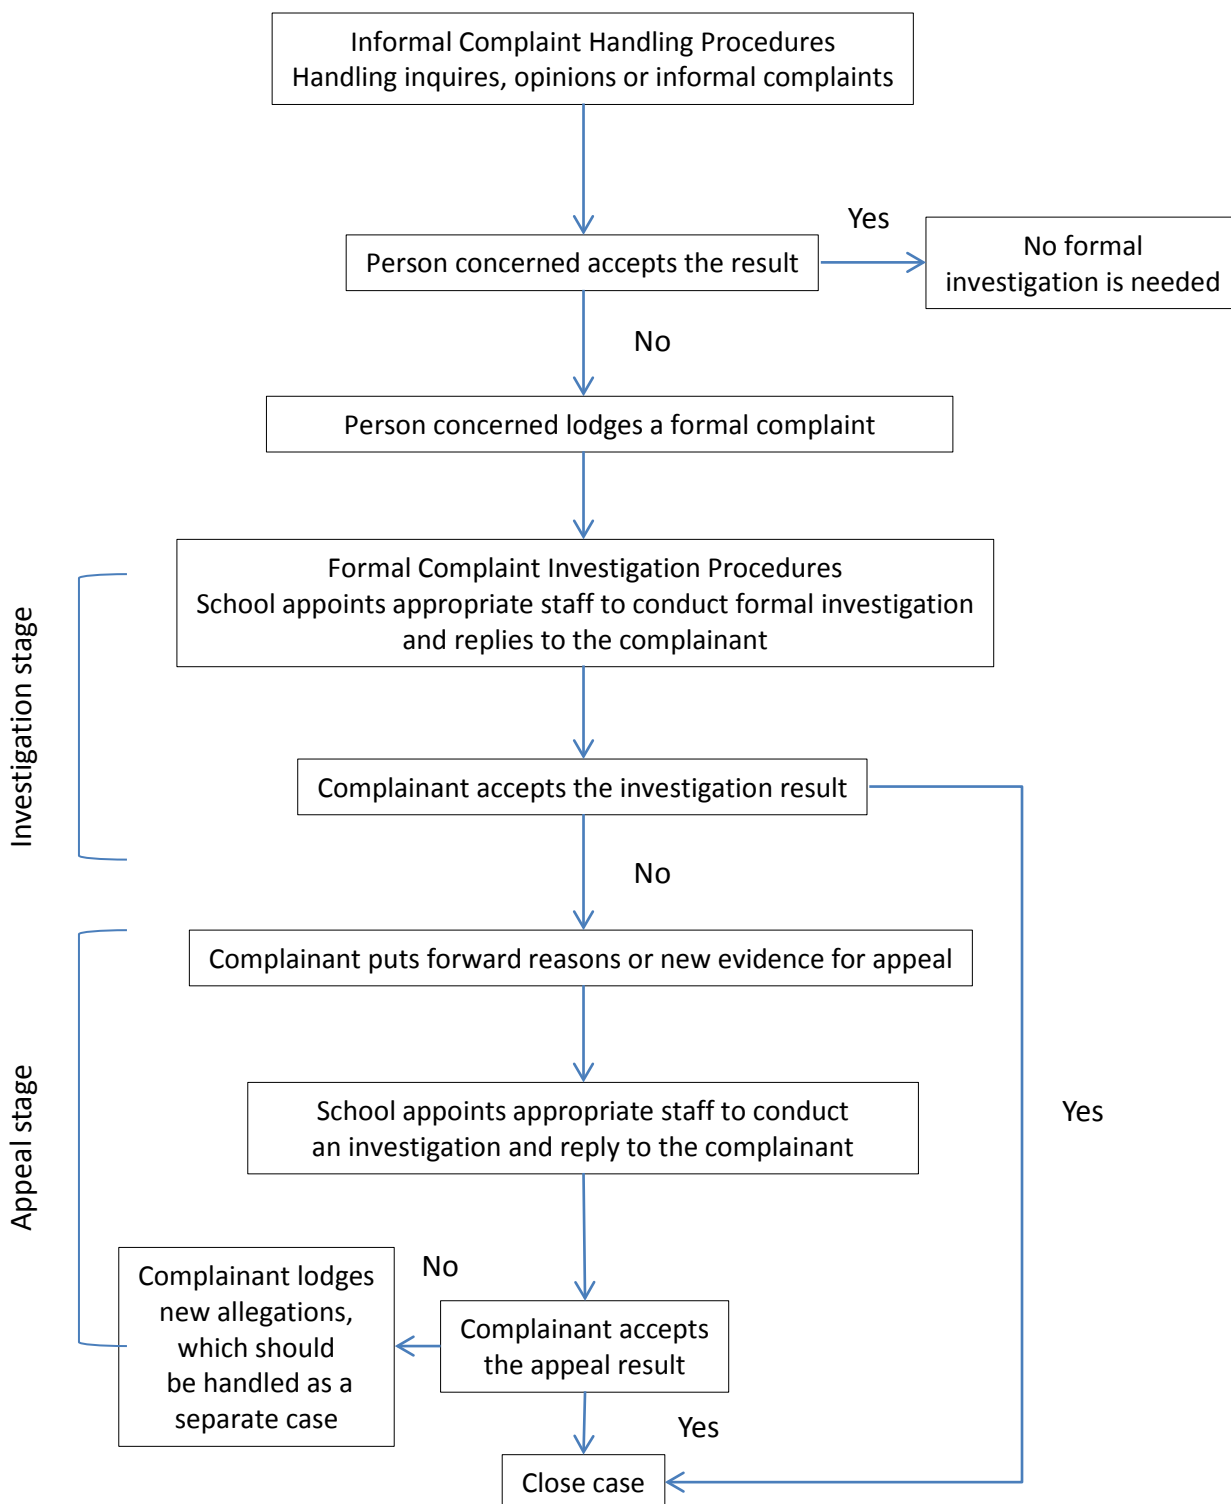 Informal Complaint Handling Procedures
Handling inquires, opinions or informal complaints
Yes
Person concerned accepts the result
No formal
investigation is needed
No
Person concerned lodges a formal complaint
Investigation stage
Formal Complaint Investigation Procedures
School appoints appropriate staff to conduct formal investigation
and replies to the complainant
Complainant accepts the investigation result
No
Appeal stage
Complainant puts forward reasons or new evidence for appeal
School appoints appropriate staff to conduct
an investigation and reply to the complainant
Yes
No
Complainant lodges
new allegations,
which should
be handled as a
separate case
Complainant accepts
the appeal result
Yes
Close case